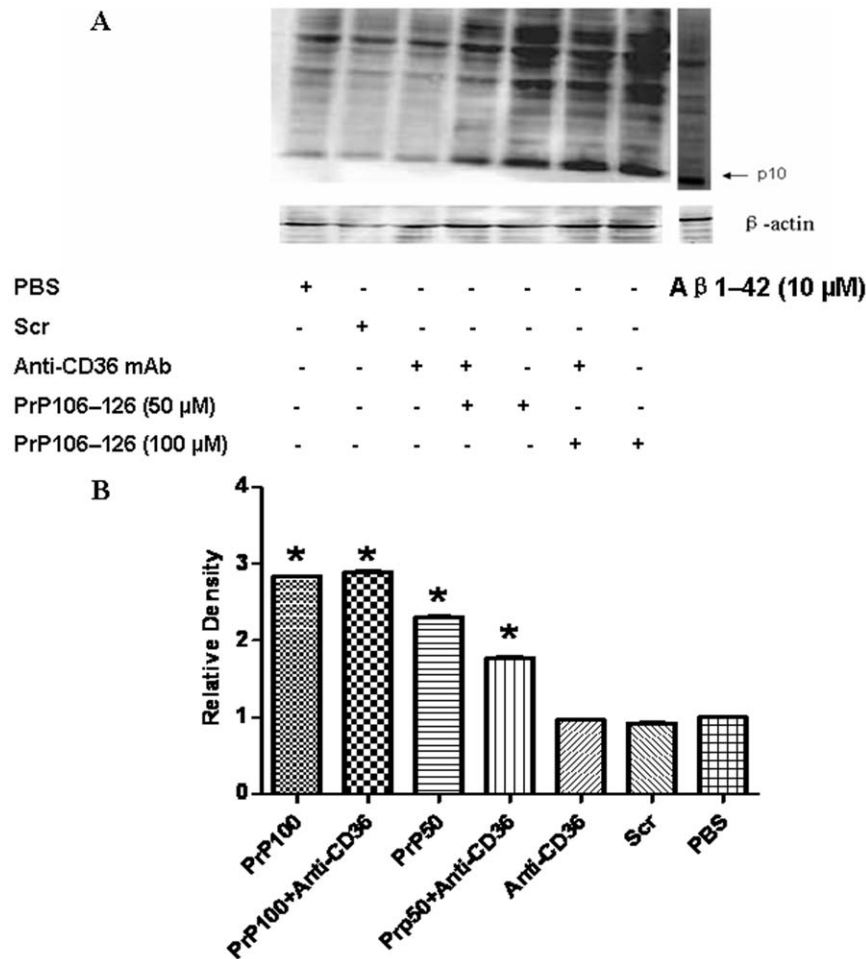 A
← p10
β-actin
PBS + - - - - - - Aβ1–42 (10 µM)
Scr - + - - - - -
Anti-CD36 mAb - - + + - + -
PrP106–126 (50 µM) - - - + + - -
PrP106–126 (100 µM) - - - - - + +
B
4
3
2
1
0
Relative Density
* * * *
PrP100
PrP100+Anti-CD36
PrP50
Prp50+Anti-CD36
Anti-CD36
Scr
PBS